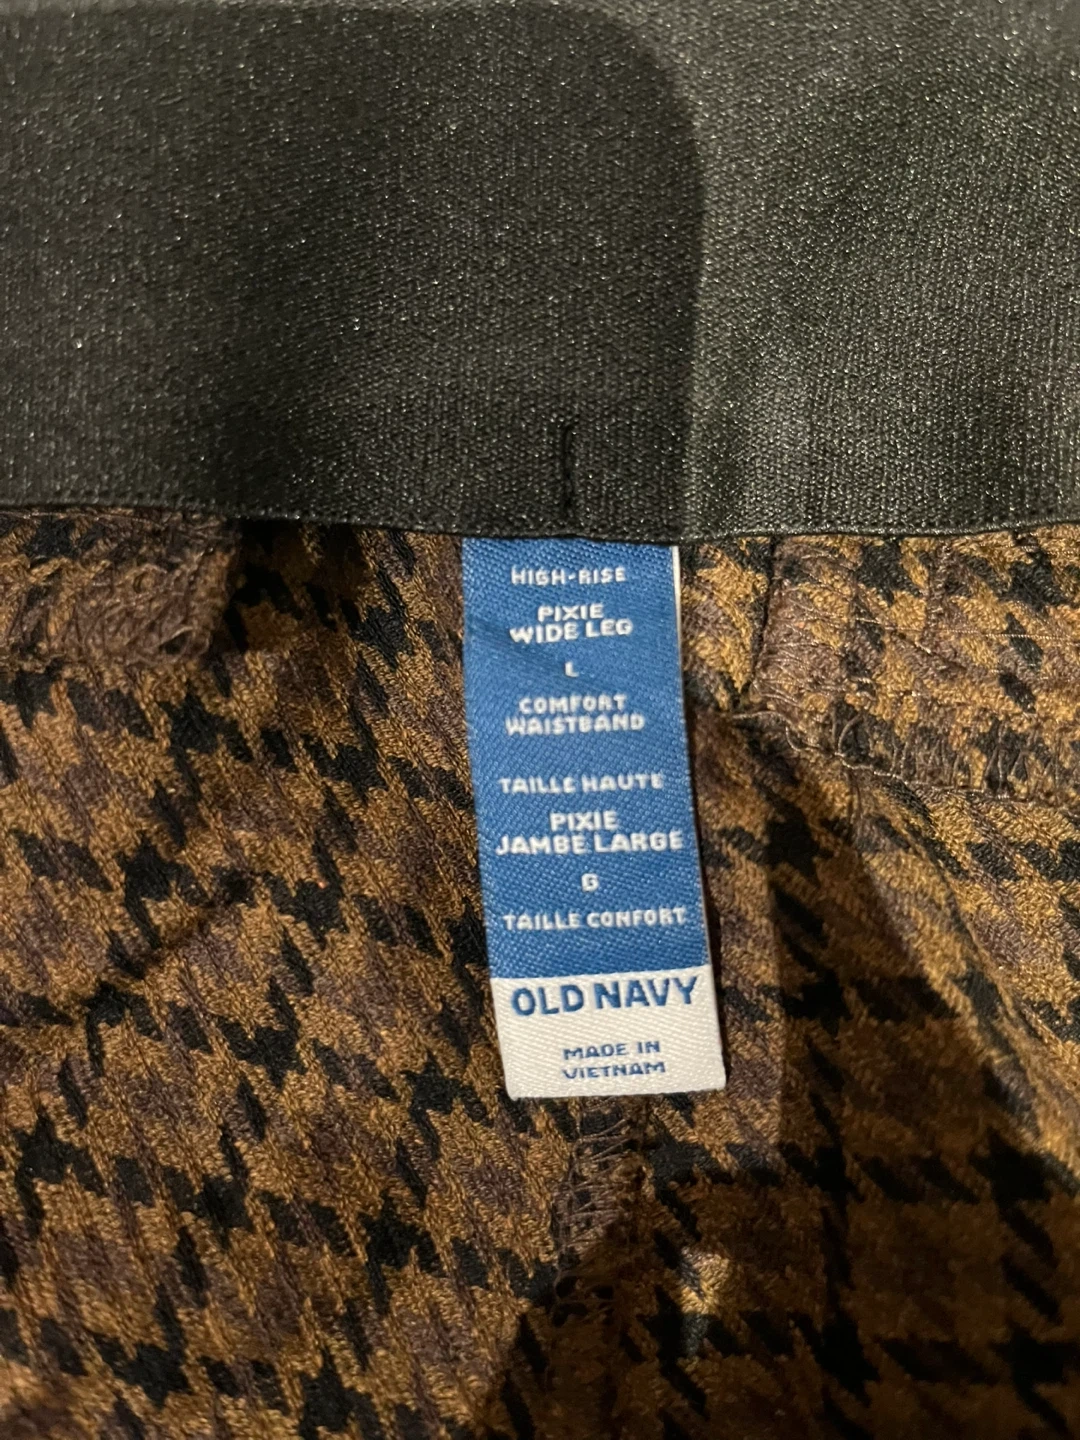 HIGH-RISE
PIXIE
WIDE LEG
L
COMFORT
WAISTBAND
TAILLE HAUTE
PIXIE
JAMBE LARGE
G
TAILLE CONFORT
OLD NAVY
MADE IN
VIETNAM